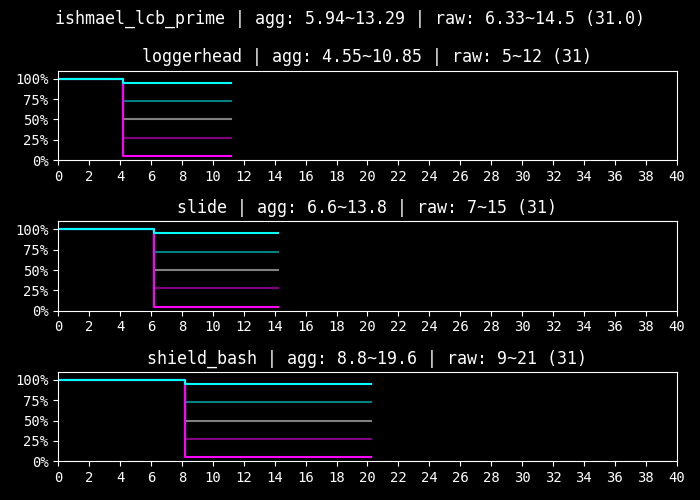 ishmael_lcb_prime | agg: 5.94~13.29 | raw: 6.33~14.5 (31.0)
loggerhead | agg: 4.55~10.85 | raw: 5~12 (31)
100%
75%
50%
25%
0%
0 2 4 6 8 10 12 14 16 18 20 22 24 26 28 30 32 34 36 38 40
slide | agg: 6.6~13.8 | raw: 7~15 (31)
100%
75%
50%
25%
0%
0 2 4 6 8 10 12 14 16 18 20 22 24 26 28 30 32 34 36 38 40
shield_bash | agg: 8.8~19.6 | raw: 9~21 (31)
100%
75%
50%
25%
0%
0 2 4 6 8 10 12 14 16 18 20 22 24 26 28 30 32 34 36 38 40